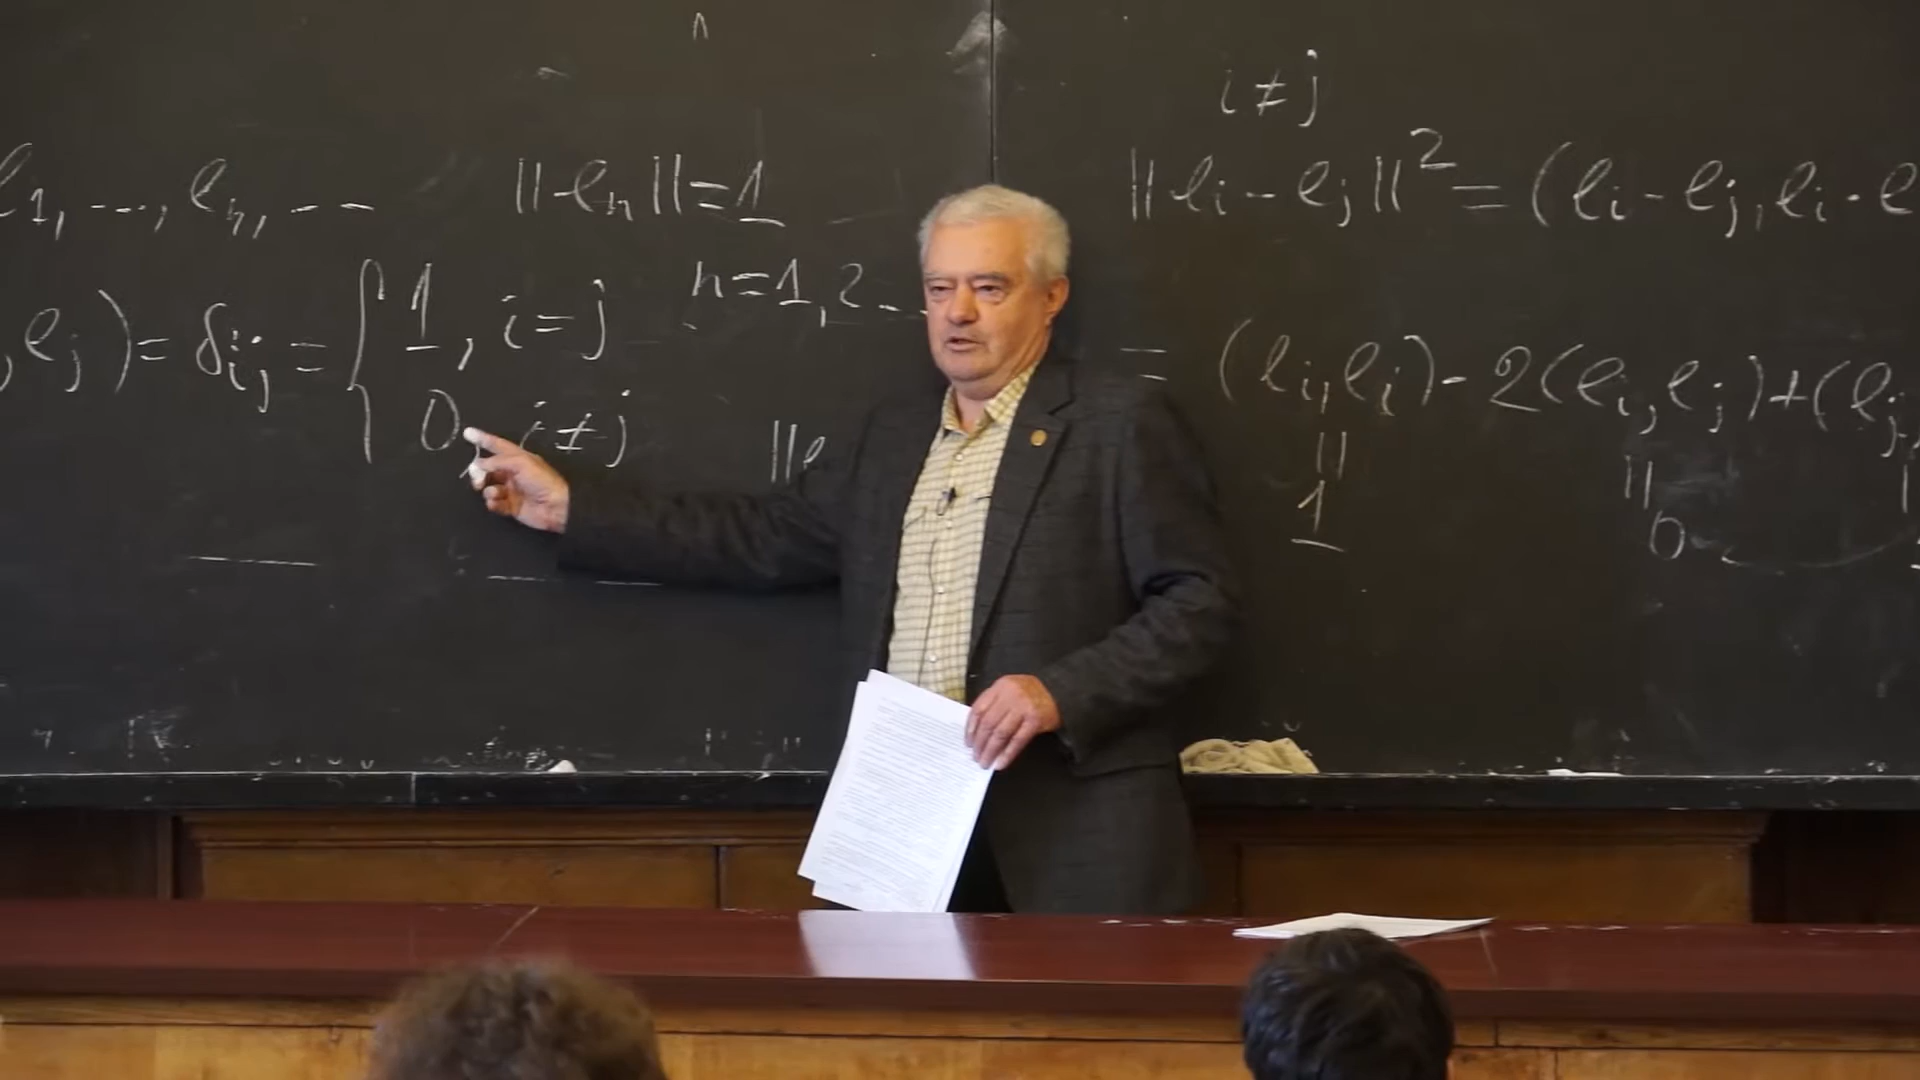 e₁, ..., eₙ, ...
||eₙ|| = 1
, eⱼ) = δᵢⱼ = { 1, i = j
0, i ≠ j
n = 1, 2 ...
||e
i ≠ j
||eᵢ - eⱼ||² = (eᵢ - eⱼ, eᵢ - e
= (eᵢ, eᵢ) - 2(eᵢ, eⱼ) + (eⱼ,
|| || |
1 0